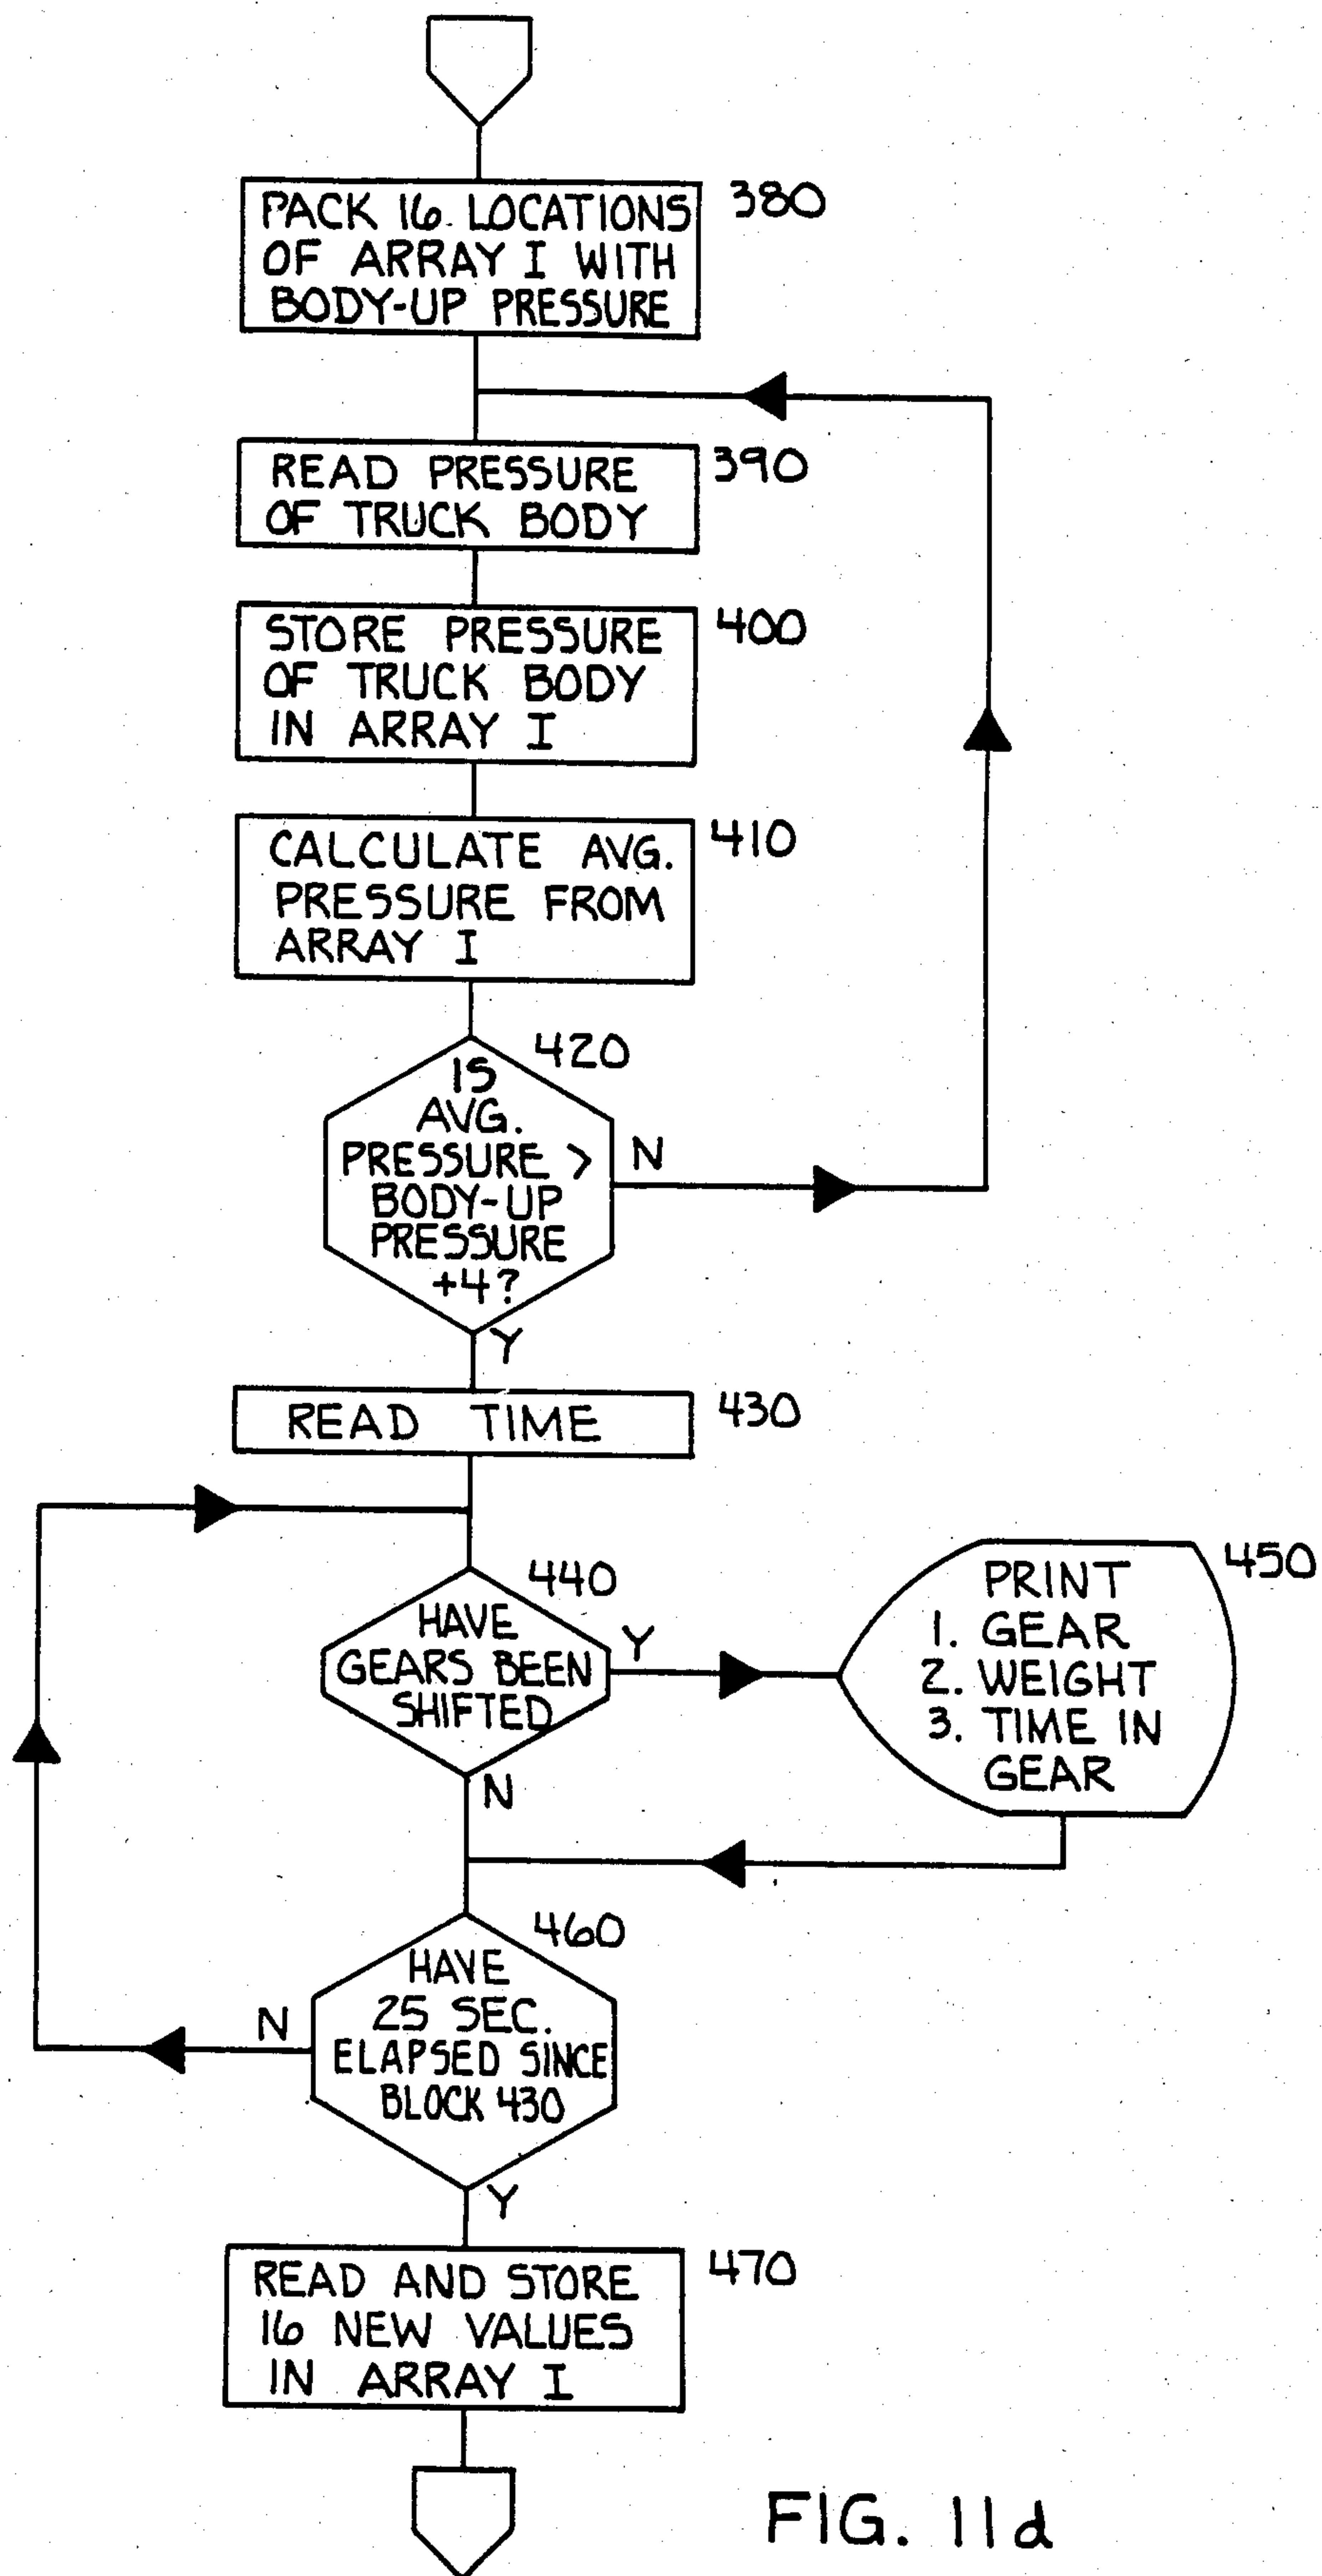 PACK 16 LOCATIONS
OF ARRAY I WITH
BODY-UP PRESSURE
380
READ PRESSURE
OF TRUCK BODY
390
STORE PRESSURE
OF TRUCK BODY
IN ARRAY I
400
CALCULATE AVG.
PRESSURE FROM
ARRAY I
410
420
IS
AVG.
PRESSURE >
BODY-UP
PRESSURE
+4?
N
Y
READ TIME
430
440
HAVE
GEARS BEEN
SHIFTED
Y
N
450
PRINT
1. GEAR
2. WEIGHT
3. TIME IN
GEAR
460
HAVE
25 SEC.
ELAPSED SINCE
BLOCK 430
N
Y
READ AND STORE
16 NEW VALUES
IN ARRAY I
470
FIG. 11d